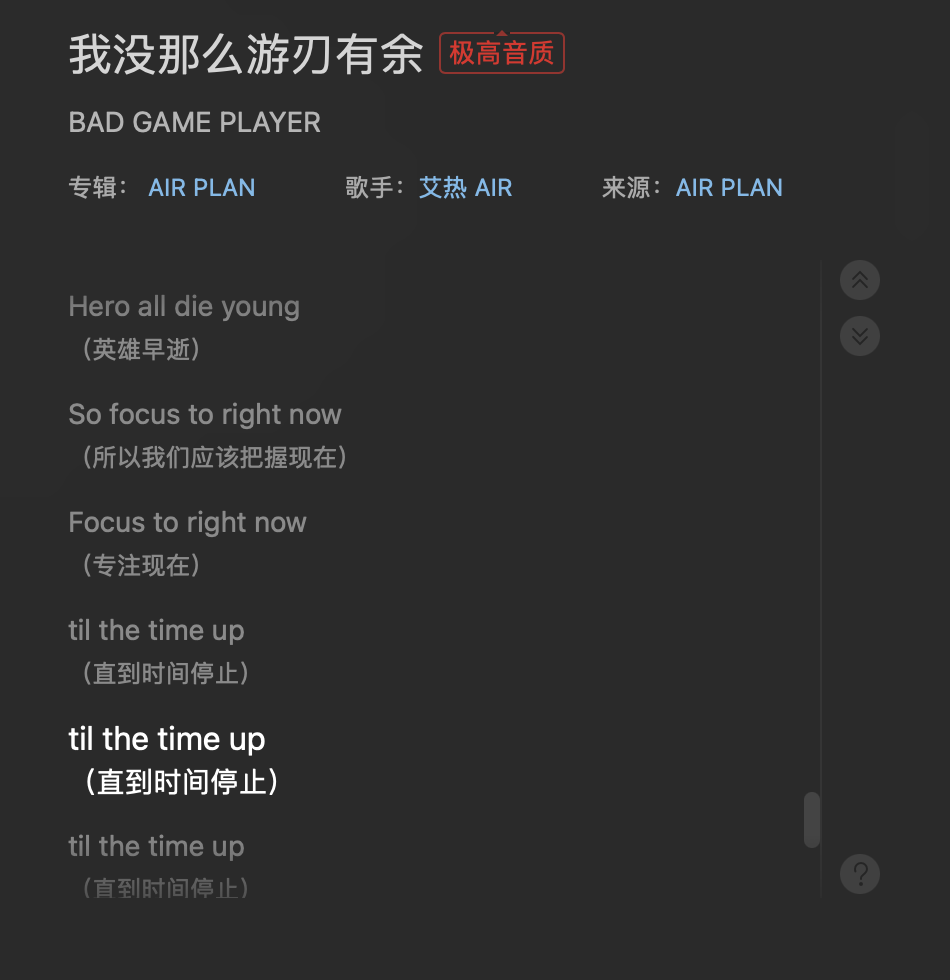 我没那么游刃有余 极高音质
BAD GAME PLAYER
专辑： AIR PLAN 歌手： 艾热 AIR 来源： AIR PLAN
Hero all die young
（英雄早逝）
So focus to right now
（所以我们应该把握现在）
Focus to right now
（专注现在）
til the time up
（直到时间停止）
til the time up
（直到时间停止）
til the time up
（直到时间停止）
?